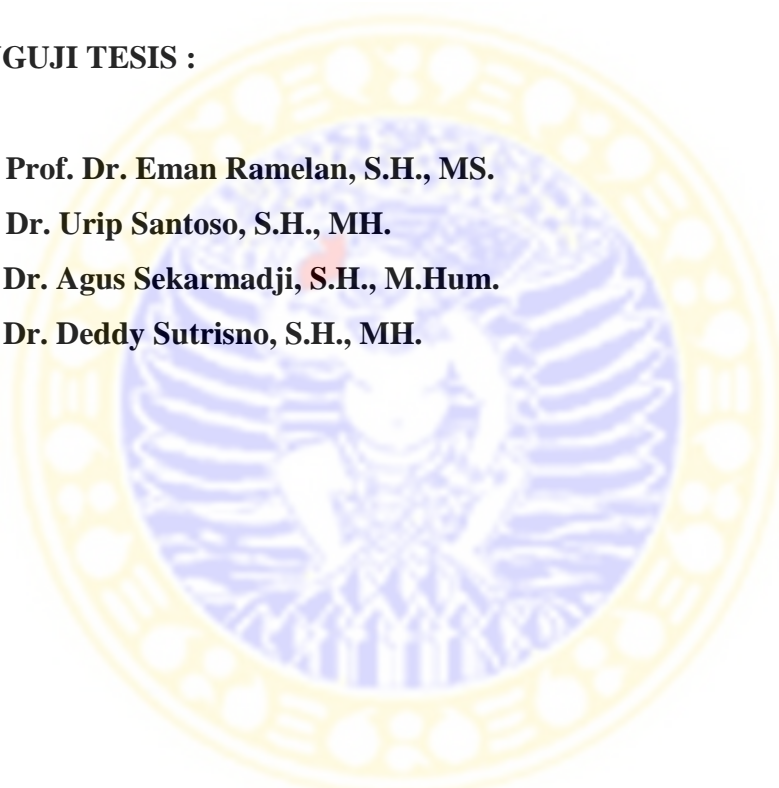 GUJI TESIS :
Prof. Dr. Eman Ramelan, S.H., MS.
Dr. Urip Santoso, S.H., MH.
Dr. Agus Sekarmadji, S.H., M.Hum.
Dr. Deddy Sutrisno, S.H., MH.